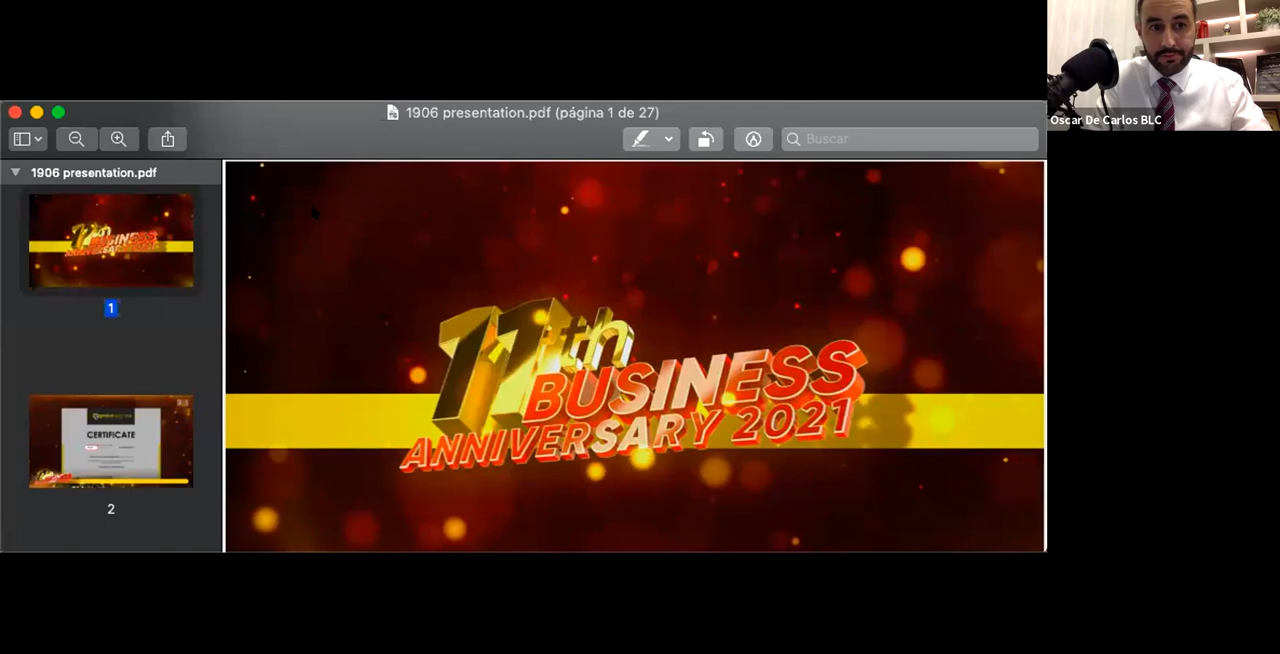 1906 presentation.pdf (página 1 de 27)
Oscar De Carlos BLC
Buscar
1906 presentation.pdf
1
CERTIFICATE
2
11th
BUSINESS
ANNIVERSARY 2021